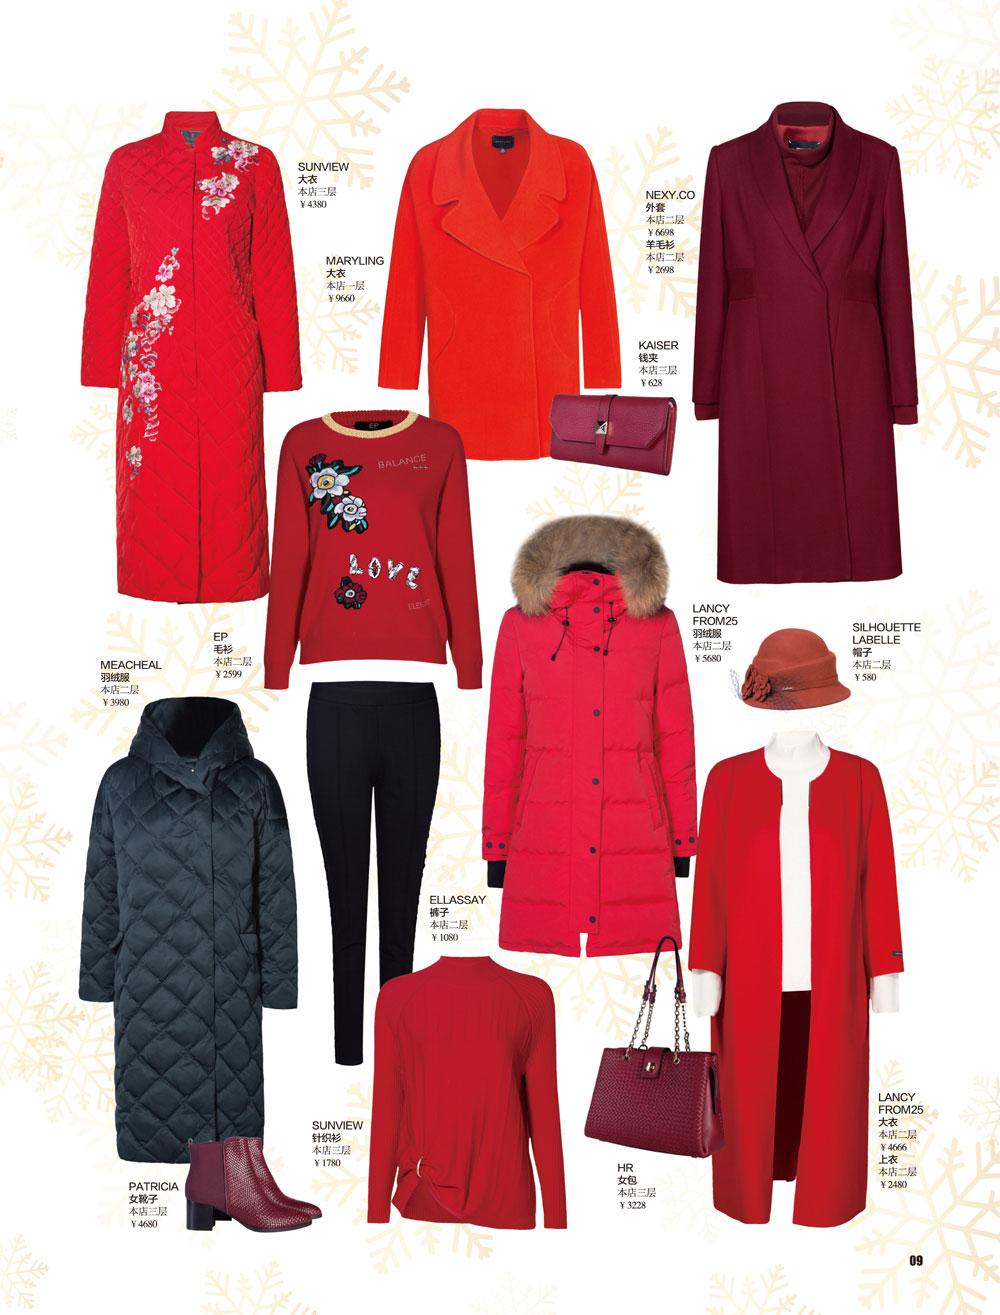 SUNVIEW
大衣
本店三层
￥4380
MARYLING
大衣
本店一层
￥9660
NEXY.CO
外套
本店二层
￥6698
羊毛衫
本店二层
￥2698
KAISER
钱夹
本店三层
￥628
EP
BALANCE
LOVE
EP
毛衫
本店二层
￥2599
MEACHEAL
羽绒服
本店二层
￥3980
LANCY
FROM25
羽绒服
本店二层
￥5680
SILHOUETTE
LABELLE
帽子
本店二层
￥580
ELLASSAY
裤子
本店二层
￥1080
SUNVIEW
针织衫
本店三层
￥1780
PATRICIA
女靴子
本店三层
￥4680
HR
女包
本店三层
￥3228
LANCY
FROM25
大衣
本店二层
￥4666
上衣
本店二层
￥2480
09